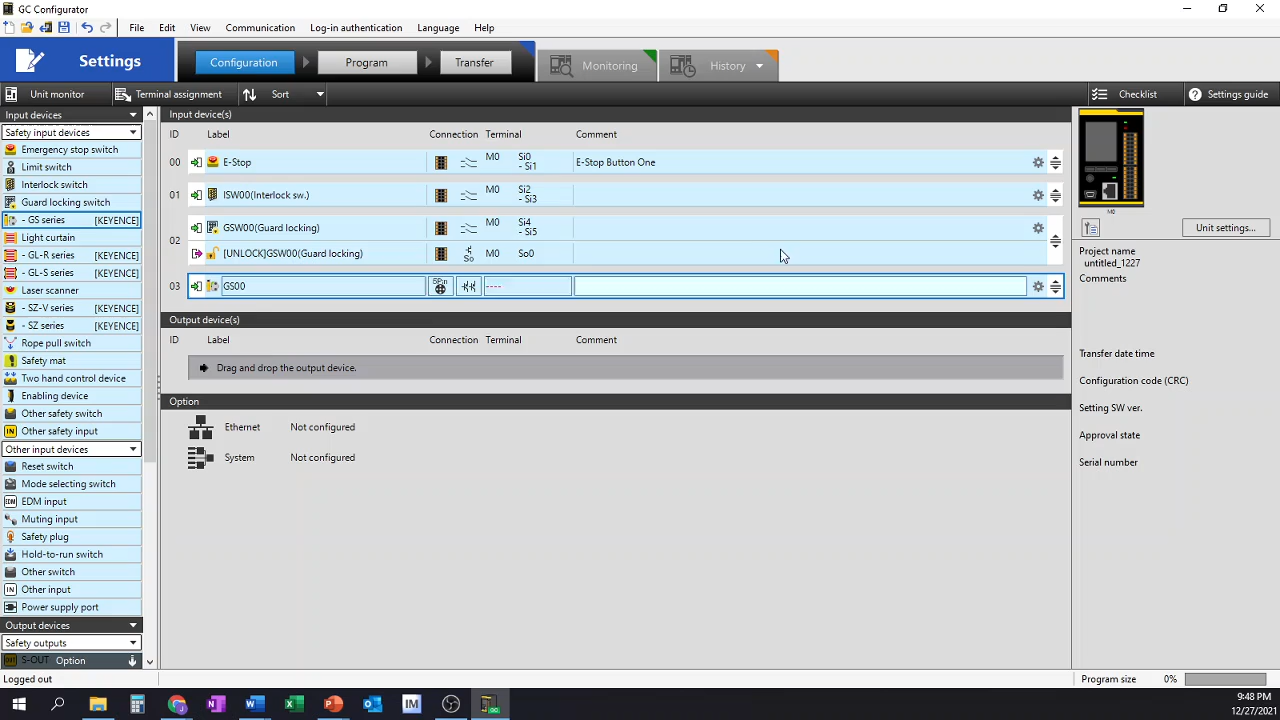 GC Configurator
File Edit View Communication Log-in authentication Language Help
Settings Configuration Program Transfer Monitoring History
Unit monitor Terminal assignment Sort Checklist Settings guide
Input devices
Safety input devices
Emergency stop switch
Limit switch
Interlock switch
Guard locking switch
- GS series [KEYENCE]
Light curtain
- GL-R series [KEYENCE]
- GL-S series [KEYENCE]
Laser scanner
- SZ-V series [KEYENCE]
- SZ series [KEYENCE]
Rope pull switch
Safety mat
Two hand control device
Enabling device
Other safety switch
IN Other safety input
Other input devices
Reset switch
Mode selecting switch
EDM EDM input
Muting input
Safety plug
Hold-to-run switch
Other switch
IN Other input
Power supply port
Output devices
Safety outputs
S-OUT Option
Input device(s)
ID Label Connection Terminal Comment
00 E-Stop M0 Si0 - Si1 E-Stop Button One
01 ISW00(Interlock sw.) M0 Si2 - Si3
02 GSW00(Guard locking) M0 Si4 - Si5
[UNLOCK]GSW00(Guard locking) So M0 So0
03 GS00 5Pin ----
Output device(s)
ID Label Connection Terminal Comment
Drag and drop the output device.
Option
Ethernet Not configured
System Not configured
M0
Unit settings...
Project name
untitled_1227
Comments
Transfer date time
Configuration code (CRC)
Setting SW ver.
Approval state
Serial number
Logged out
Program size 0%
IM
9:48 PM
12/27/2021